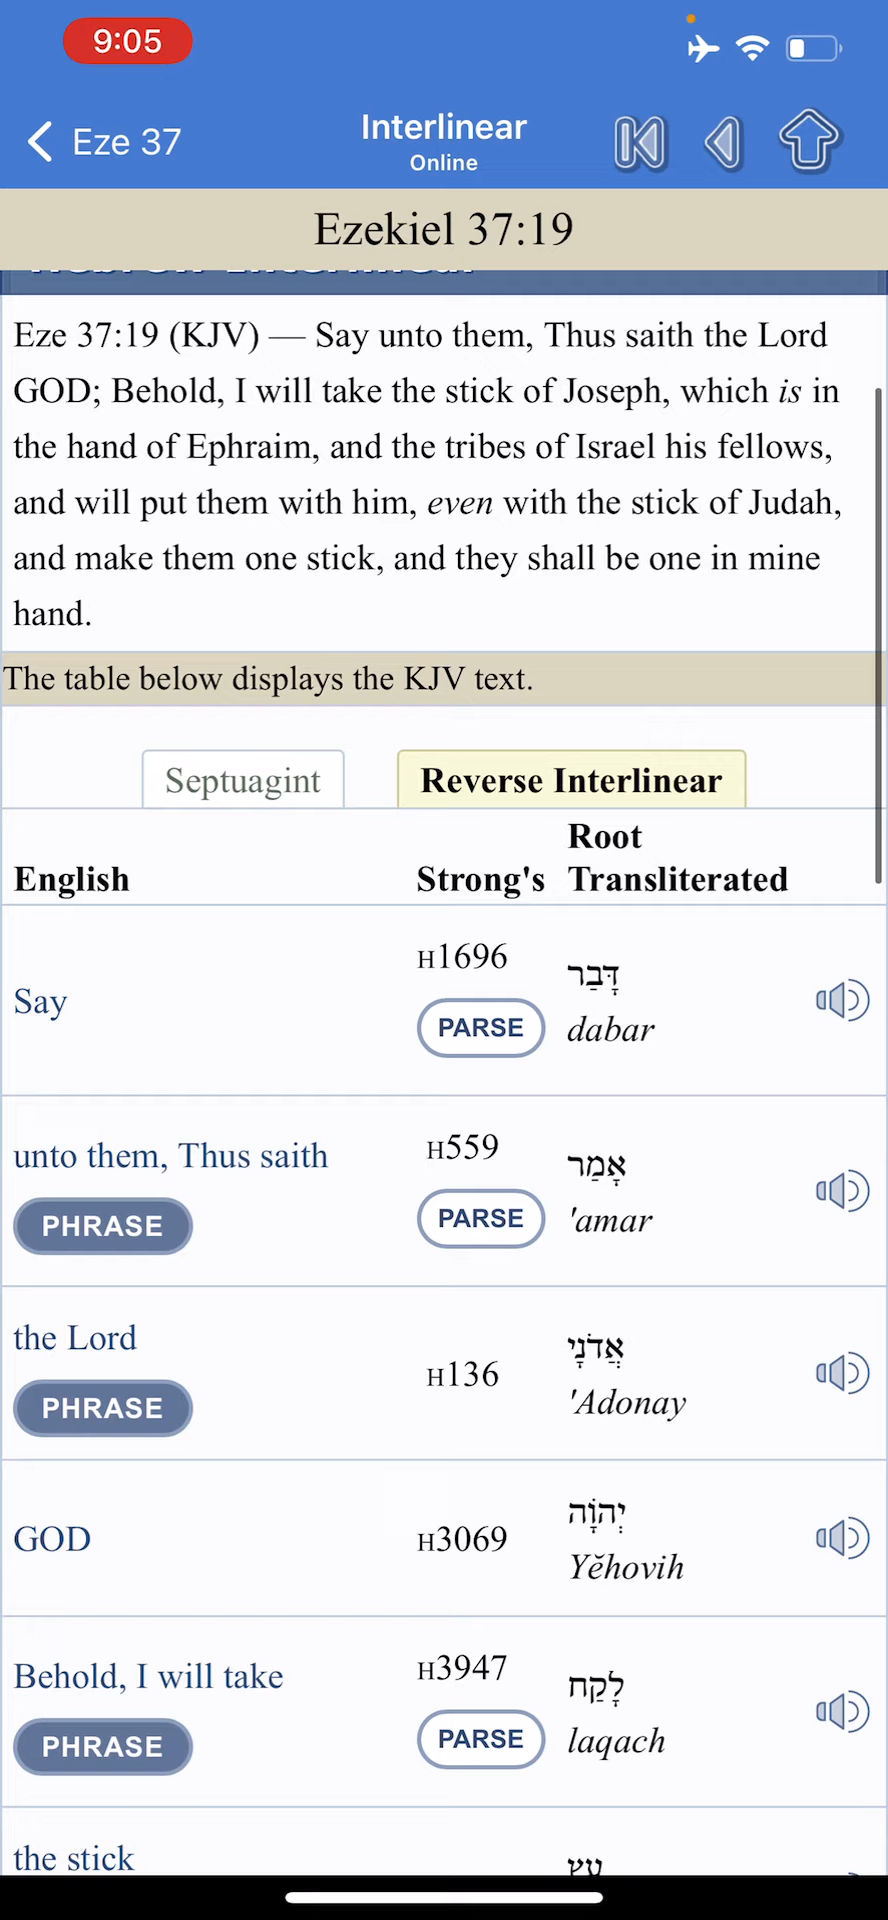 9:05
Eze 37
Interlinear
Online
Ezekiel 37:19
Hebrew Interlinear
Eze 37:19 (KJV) — Say unto them, Thus saith the Lord
GOD; Behold, I will take the stick of Joseph, which is in
the hand of Ephraim, and the tribes of Israel his fellows,
and will put them with him, even with the stick of Judah,
and make them one stick, and they shall be one in mine
hand.
The table below displays the KJV text.
Septuagint
Reverse Interlinear
English
Strong's
Root
Transliterated
Say
H1696
PARSE
דָּבַר
dabar
unto them, Thus saith
PHRASE
H559
PARSE
אָמַר
'amar
the Lord
PHRASE
H136
אֲדֹנָי
'Adonay
GOD
H3069
יְהֹוִה
Yĕhovih
Behold, I will take
PHRASE
H3947
PARSE
לָקַח
laqach
the stick
עץ